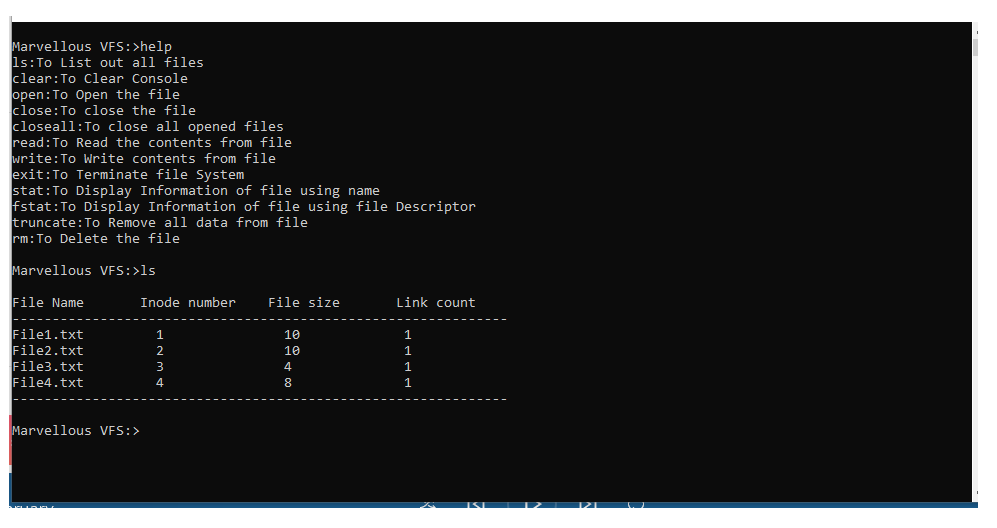 Marvellous VFS:>help
ls:To List out all files
clear:To Clear Console
open:To Open the file
close:To close the file
closeall:To close all opened files
read:To Read the contents from file
write:To Write contents from file
exit:To Terminate file System
stat:To Display Information of file using name
fstat:To Display Information of file using file Descriptor
truncate:To Remove all data from file
rm:To Delete the file
Marvellous VFS:>ls
File Name Inode number File size Link count
---------------------------------------------------------------
File1.txt 1 10 1
File2.txt 2 10 1
File3.txt 3 4 1
File4.txt 4 8 1
---------------------------------------------------------------
Marvellous VFS:>